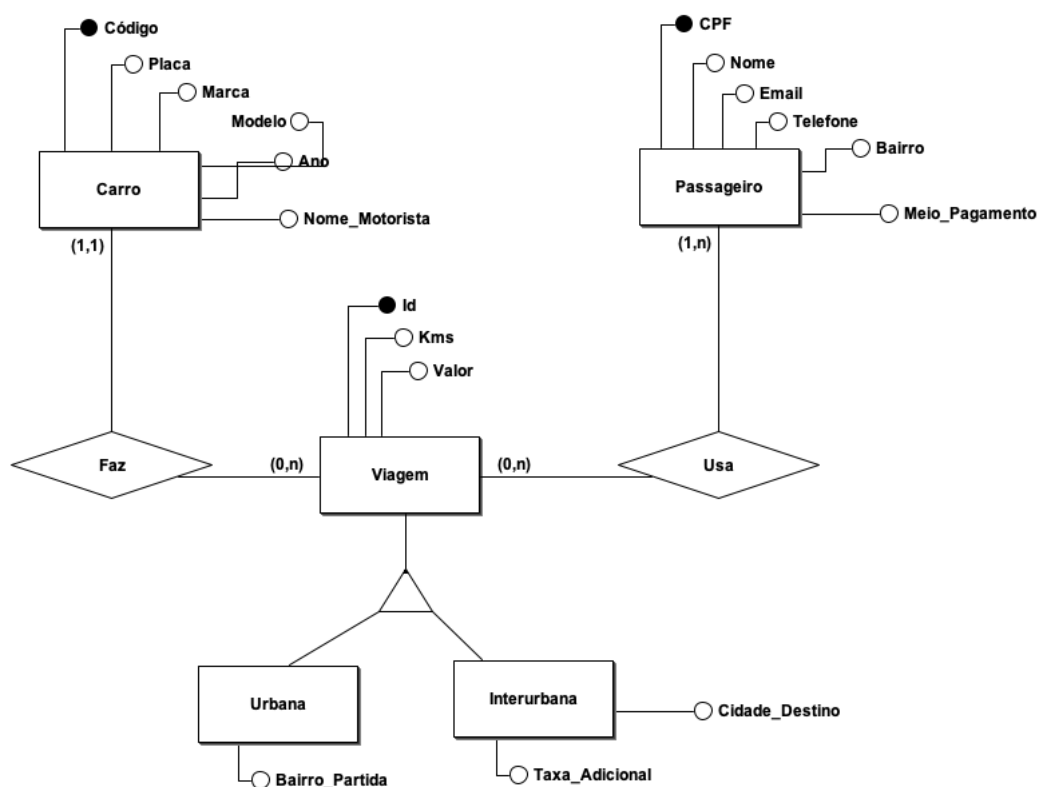 Código
Placa
Marca
Modelo
Ano
Carro
Nome_Motorista
(1,1)
CPF
Nome
Email
Telefone
Bairro
Passageiro
Meio_Pagamento
(1,n)
Id
Kms
Valor
Faz
(0,n)
Viagem
(0,n)
Usa
Urbana
Interurbana
Cidade_Destino
Bairro_Partida
Taxa_Adicional